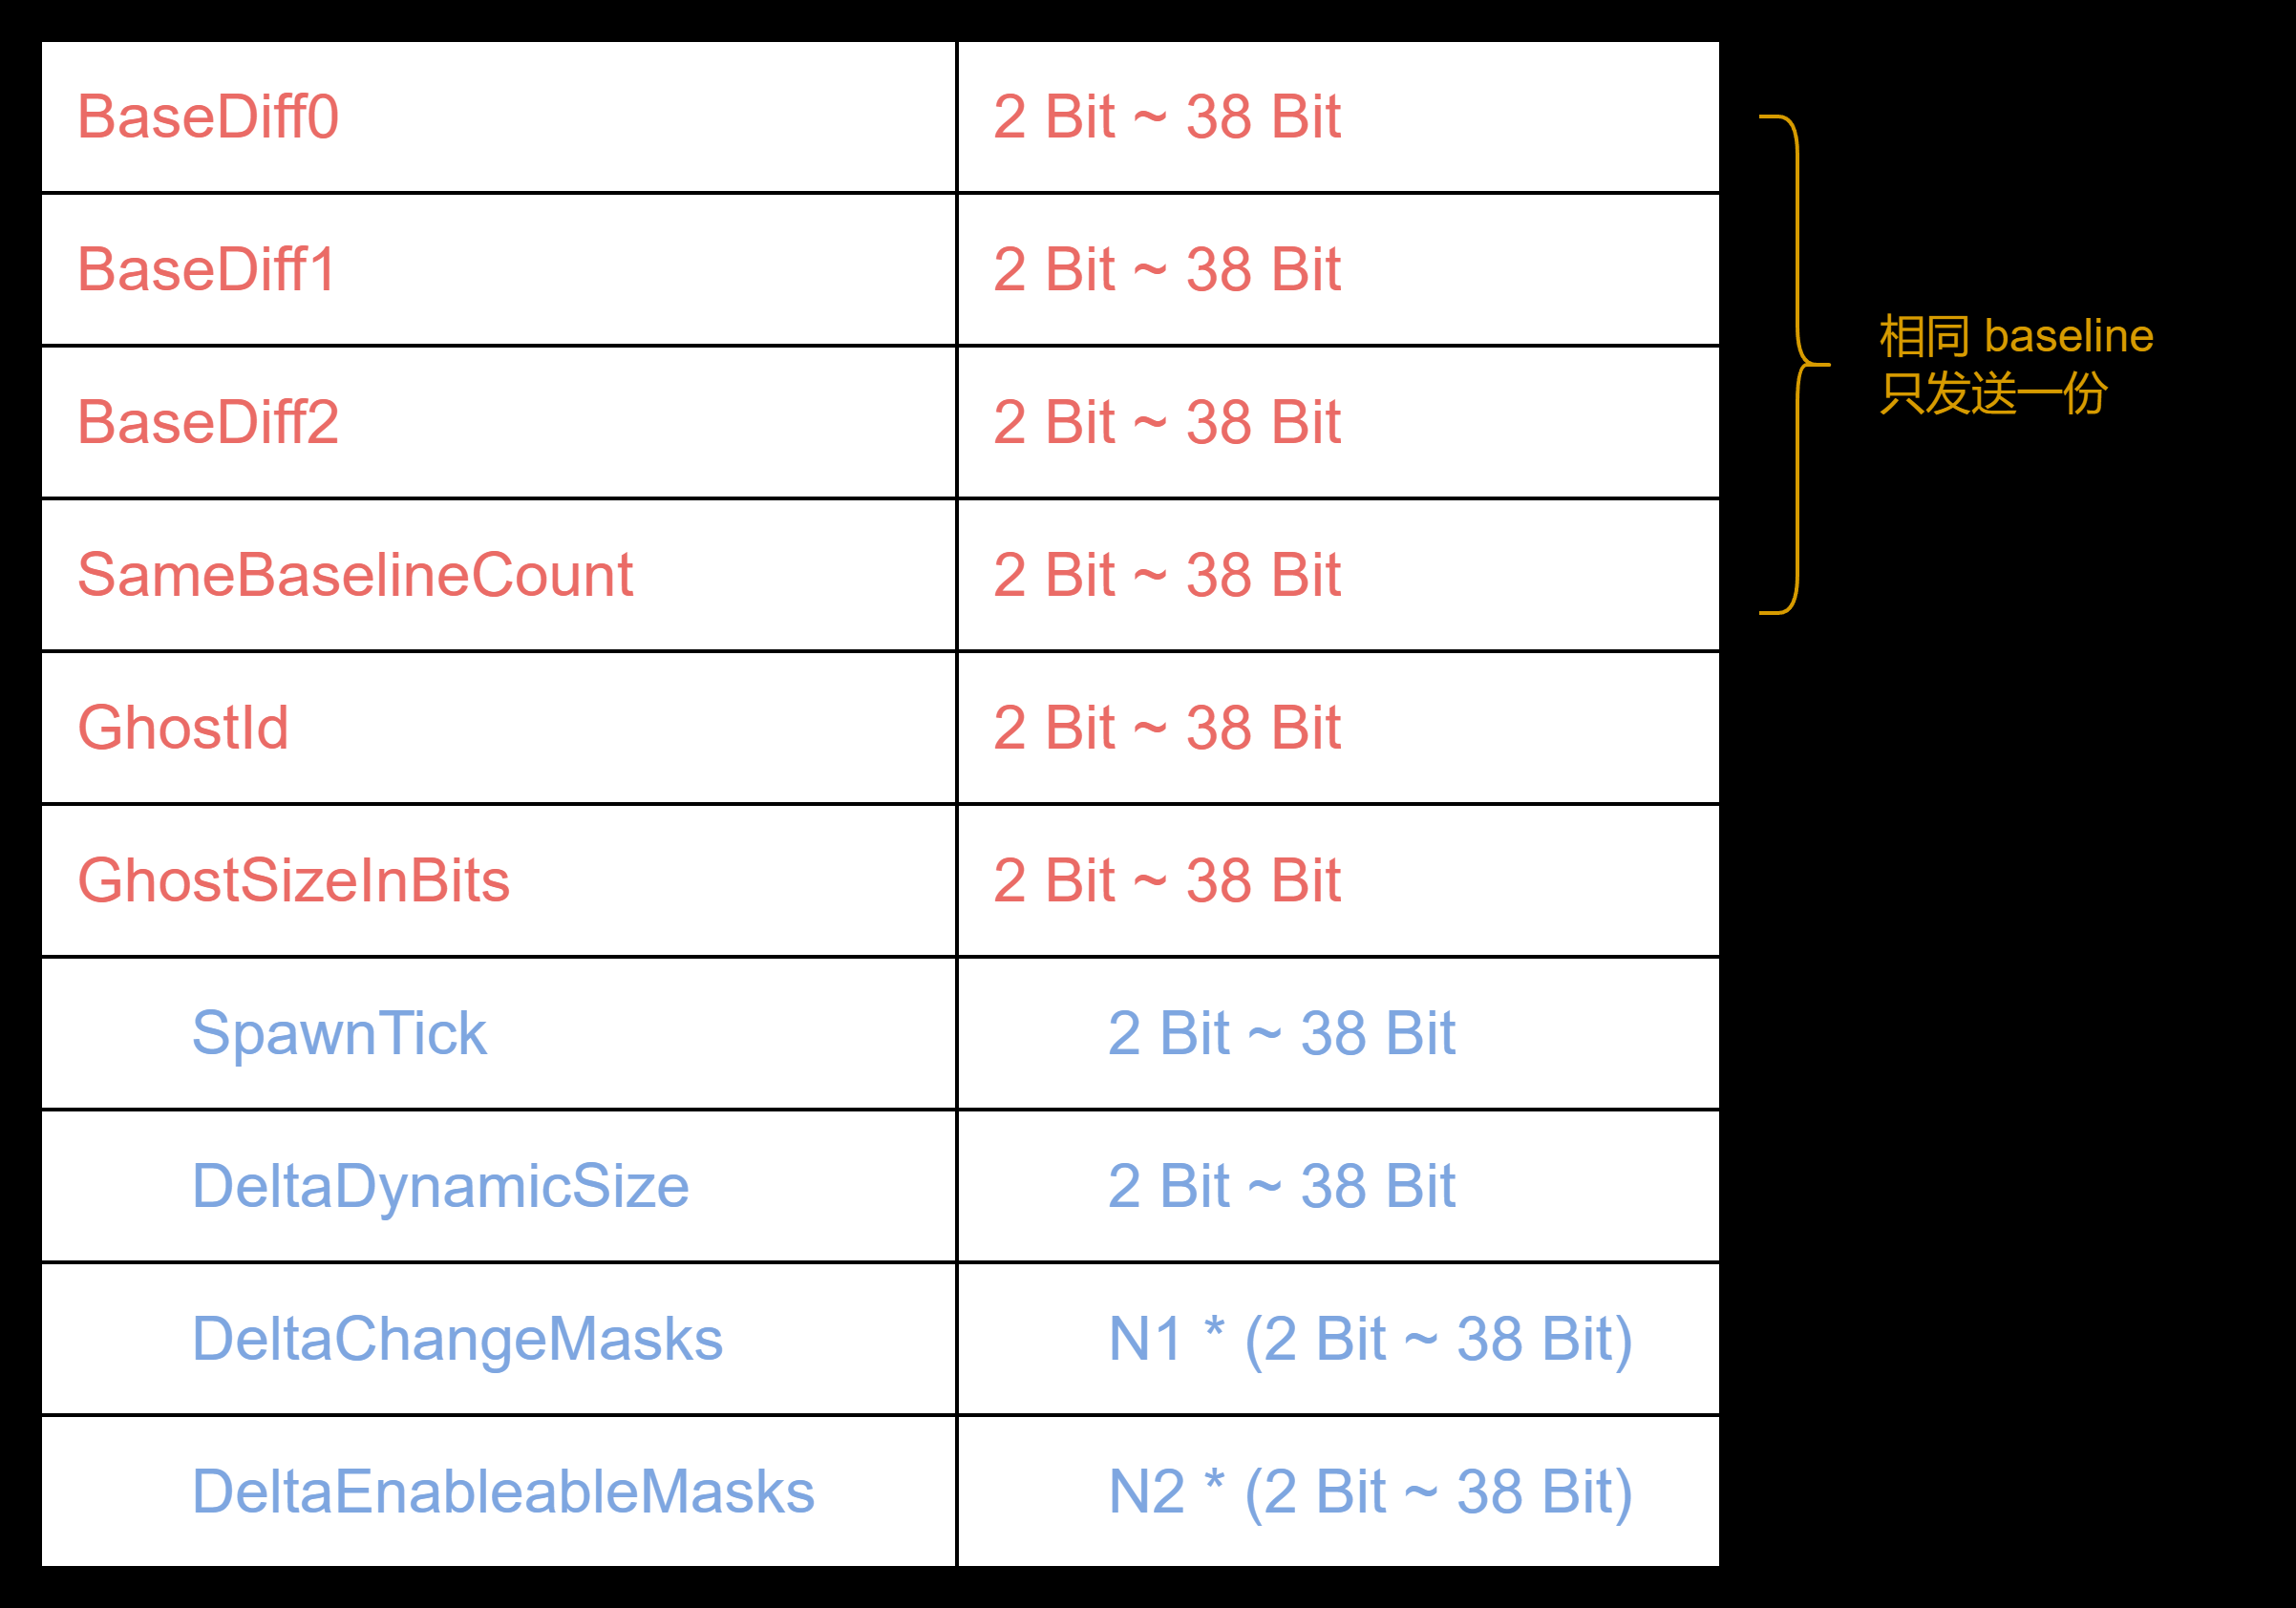 BaseDiff0 2 Bit ~ 38 Bit
BaseDiff1 2 Bit ~ 38 Bit
BaseDiff2 2 Bit ~ 38 Bit
SameBaselineCount 2 Bit ~ 38 Bit
相同 baseline
只发送一份
GhostId 2 Bit ~ 38 Bit
GhostSizeInBits 2 Bit ~ 38 Bit
SpawnTick 2 Bit ~ 38 Bit
DeltaDynamicSize 2 Bit ~ 38 Bit
DeltaChangeMasks N1 * (2 Bit ~ 38 Bit)
DeltaEnableableMasks N2 * (2 Bit ~ 38 Bit)